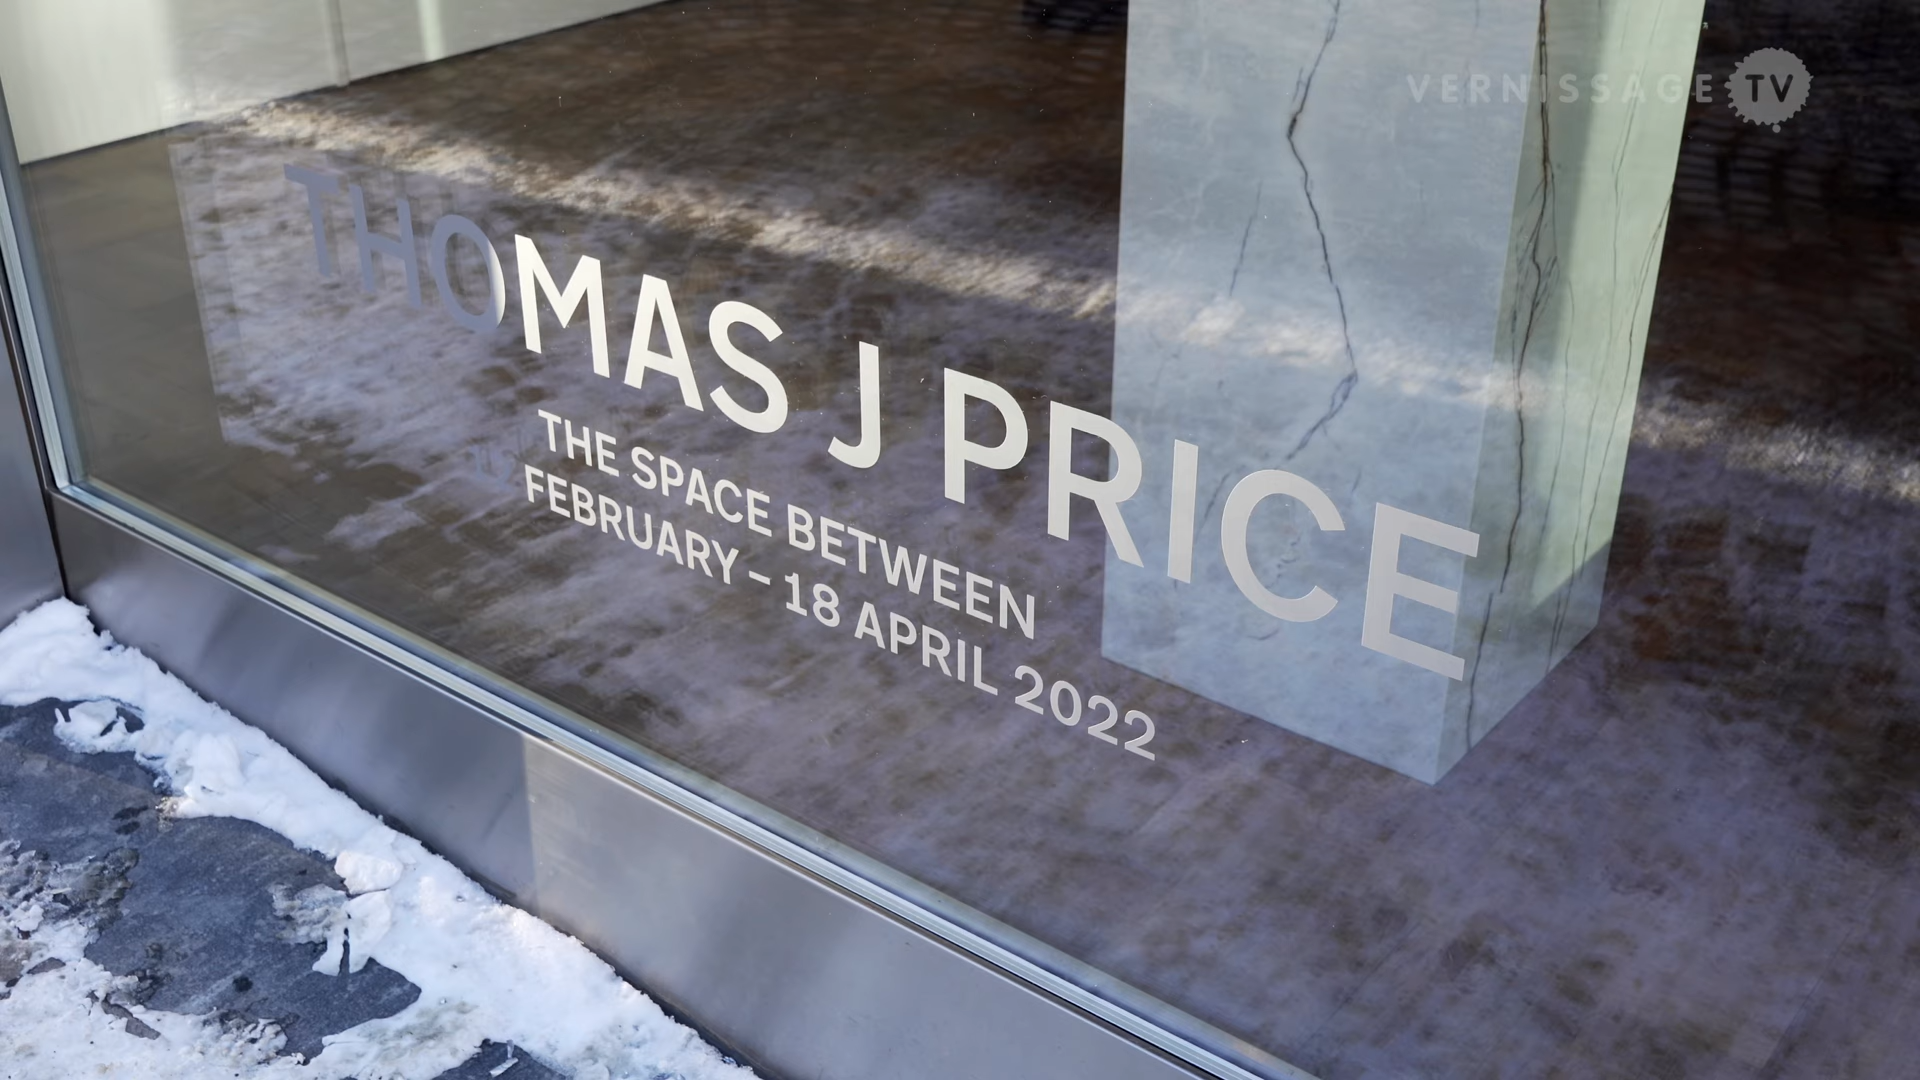 VERNISSAGE TV
THOMAS J PRICE
THE SPACE BETWEEN
FEBRUARY – 18 APRIL 2022